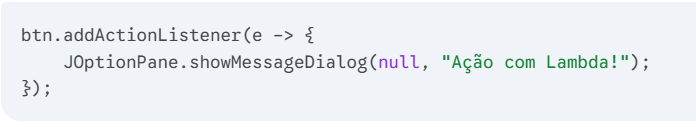 btn.addActionListener(e -> {
    JOptionPane.showMessageDialog(null, "Ação com Lambda!");
});